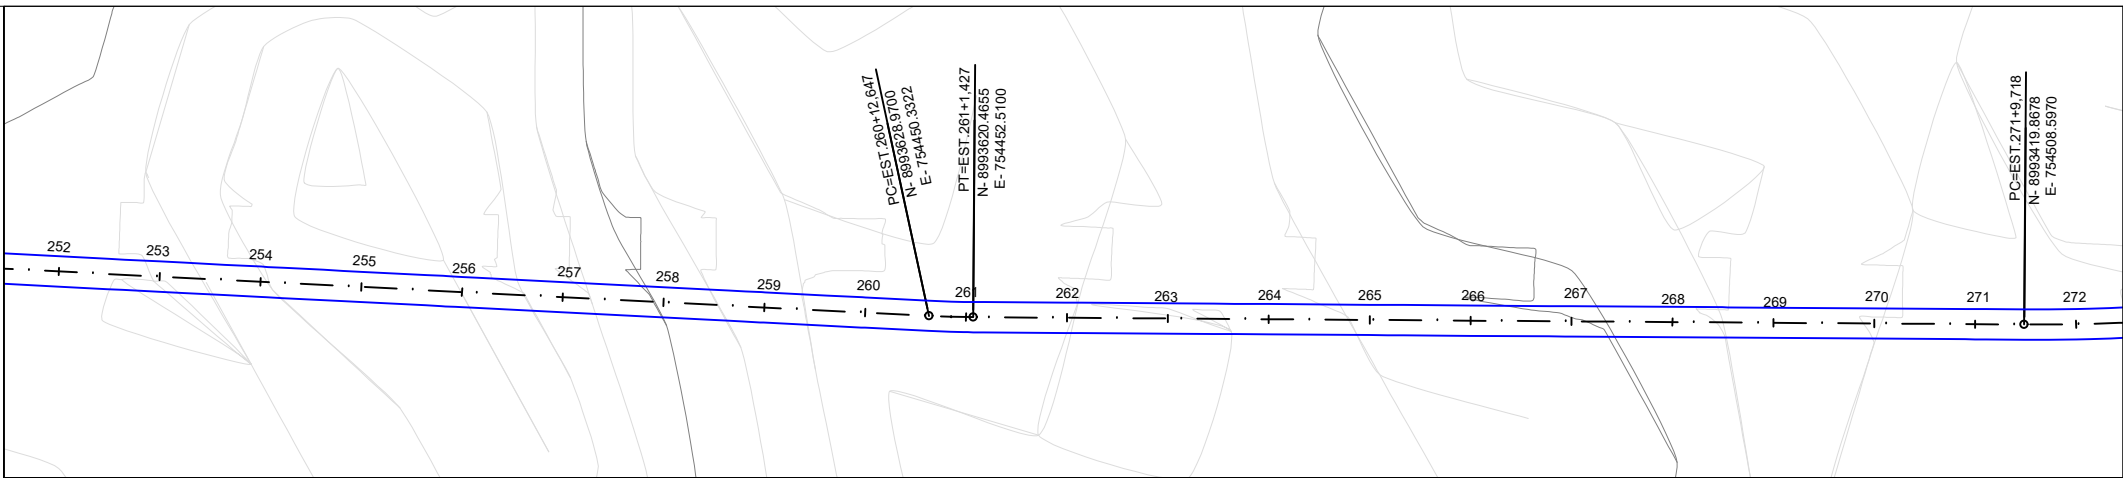 PC=EST.260+12,647
N- 8993628.9700
E- 754450.3322
PT=EST.261+1,427
N- 8993620.4655
E- 754452.5100
PC=EST.271+9,718
N- 8993419.8678
E- 754508.5970
252
253
254
255
256
257
258
259
260
261
262
263
264
265
266
267
268
269
270
271
272